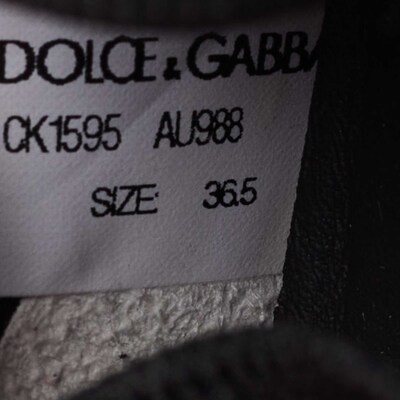 DOLCE & GABBA
CK1595 AU988
SIZE: 36.5